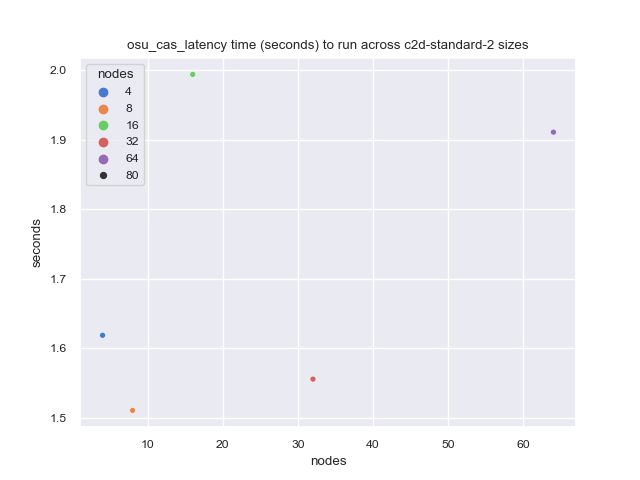 osu_cas_latency time (seconds) to run across c2d-standard-2 sizes
nodes
4
8
16
32
64
80
2.0
1.9
1.8
1.7
1.6
1.5
seconds
10 20 30 40 50 60
nodes